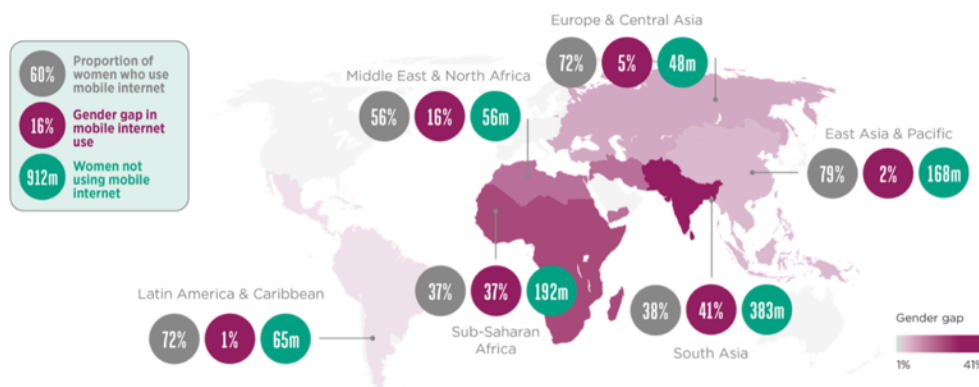 60%
Proportion of
women who use
mobile internet
16%
Gender gap in
mobile internet
use
912m
Women not
using mobile
internet
Europe & Central Asia
72% 5% 48m
Middle East & North Africa
56% 16% 56m
East Asia & Pacific
79% 2% 168m
Latin America & Caribbean
72% 1% 65m
37% 37% 192m
Sub-Saharan
Africa
38% 41% 383m
South Asia
Gender gap
1% 41%